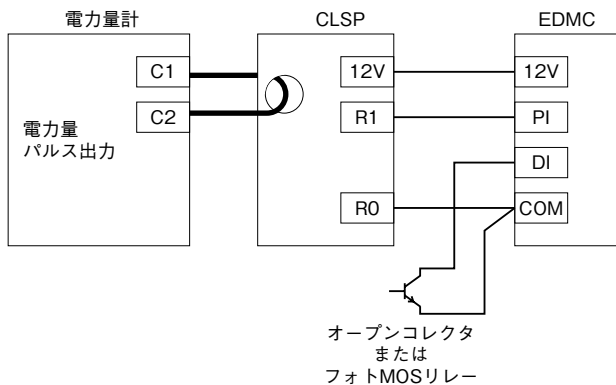 電力量計
CLSP
EDMC
C1
C2
電力量
パルス出力
12V
R1
R0
12V
PI
DI
COM
オープンコレクタ
または
フォトMOSリレー